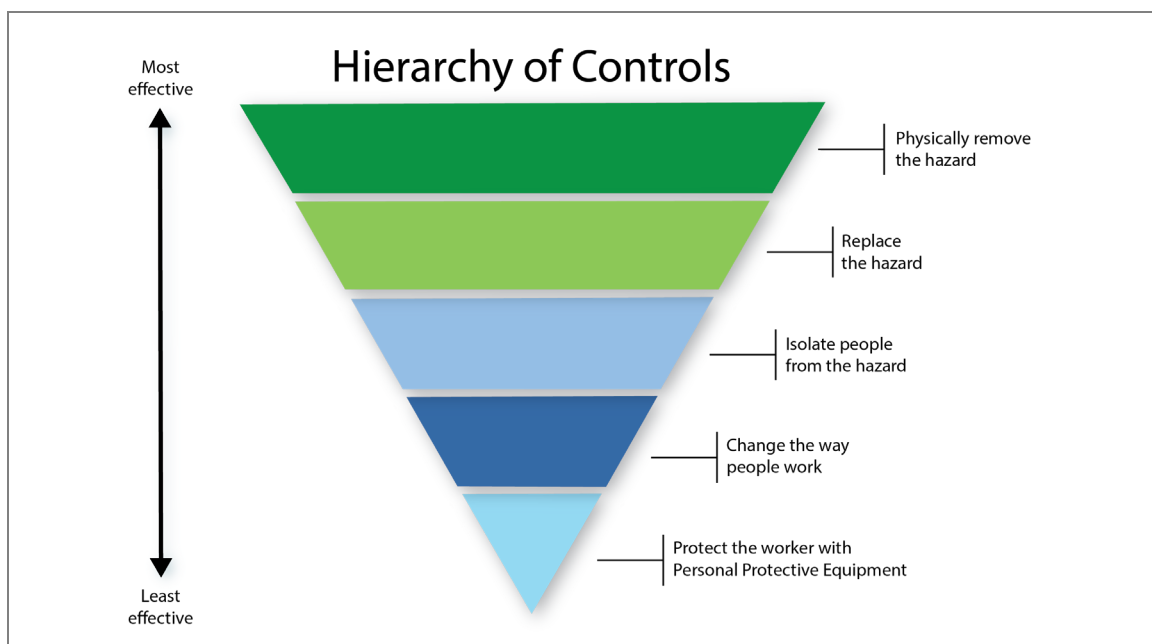 Hierarchy of Controls
Most
effective
Physically remove
the hazard
Replace
the hazard
Isolate people
from the hazard
Change the way
people work
Protect the worker with
Personal Protective Equipment
Least
effective